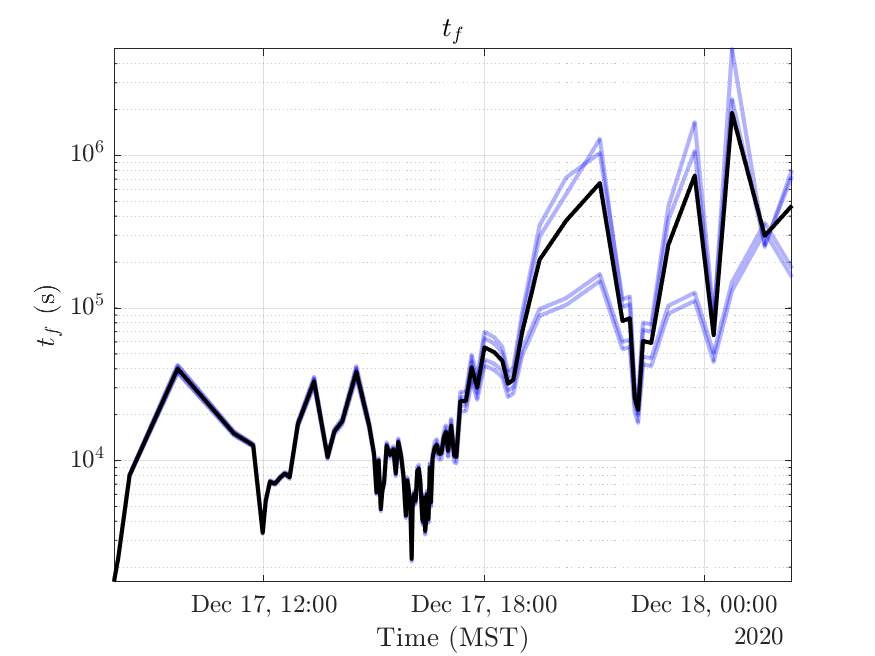 t_f
10^6
10^5
10^4
t_f (s)
Dec 17, 12:00
Dec 17, 18:00
Dec 18, 00:00
Time (MST)
2020